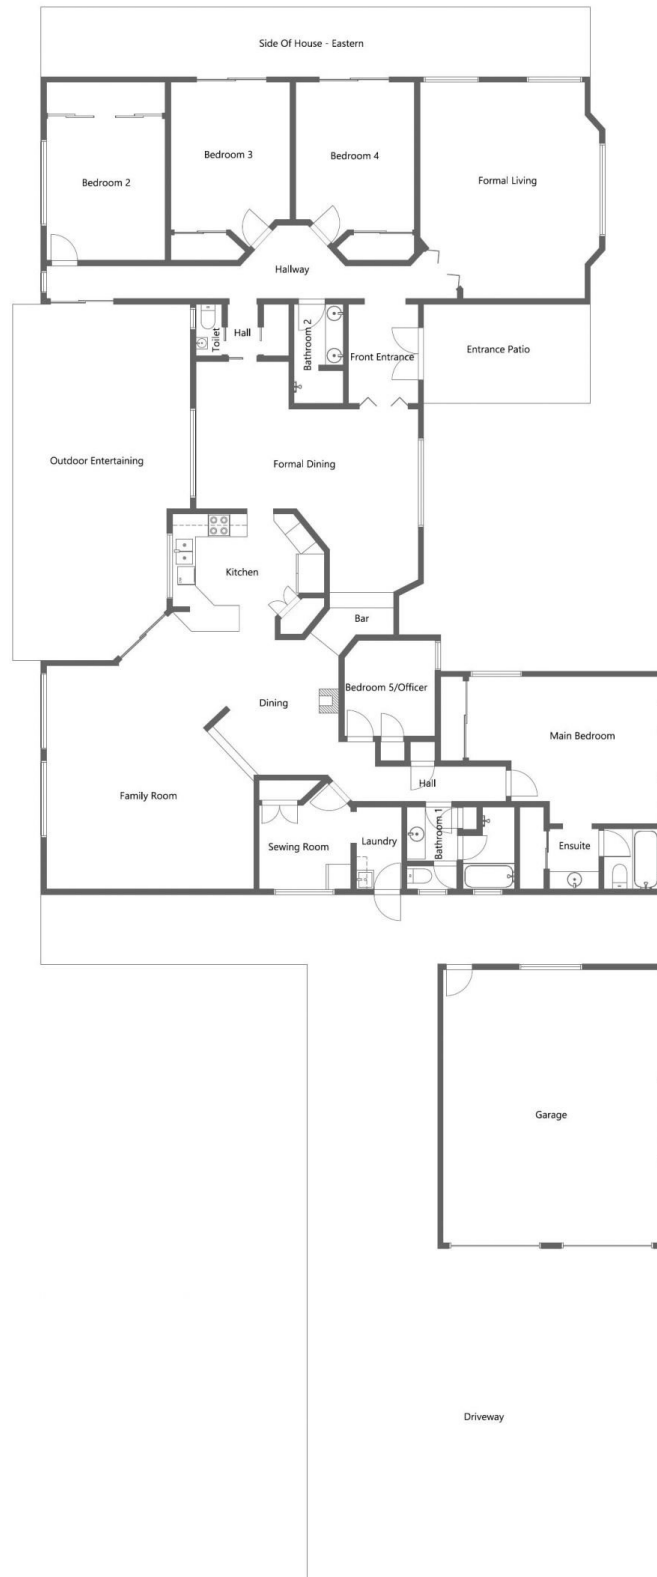 Side Of House - Eastern
Bedroom 2
Bedroom 3
Bedroom 4
Formal Living
Hallway
Toilet
Hall
Bathroom 2
Front Entrance
Entrance Patio
Outdoor Entertaining
Formal Dining
Kitchen
Bar
Bedroom 5/Officer
Dining
Main Bedroom
Family Room
Hall
Sewing Room
Laundry
Bathroom 1
Ensuite
Garage
Driveway